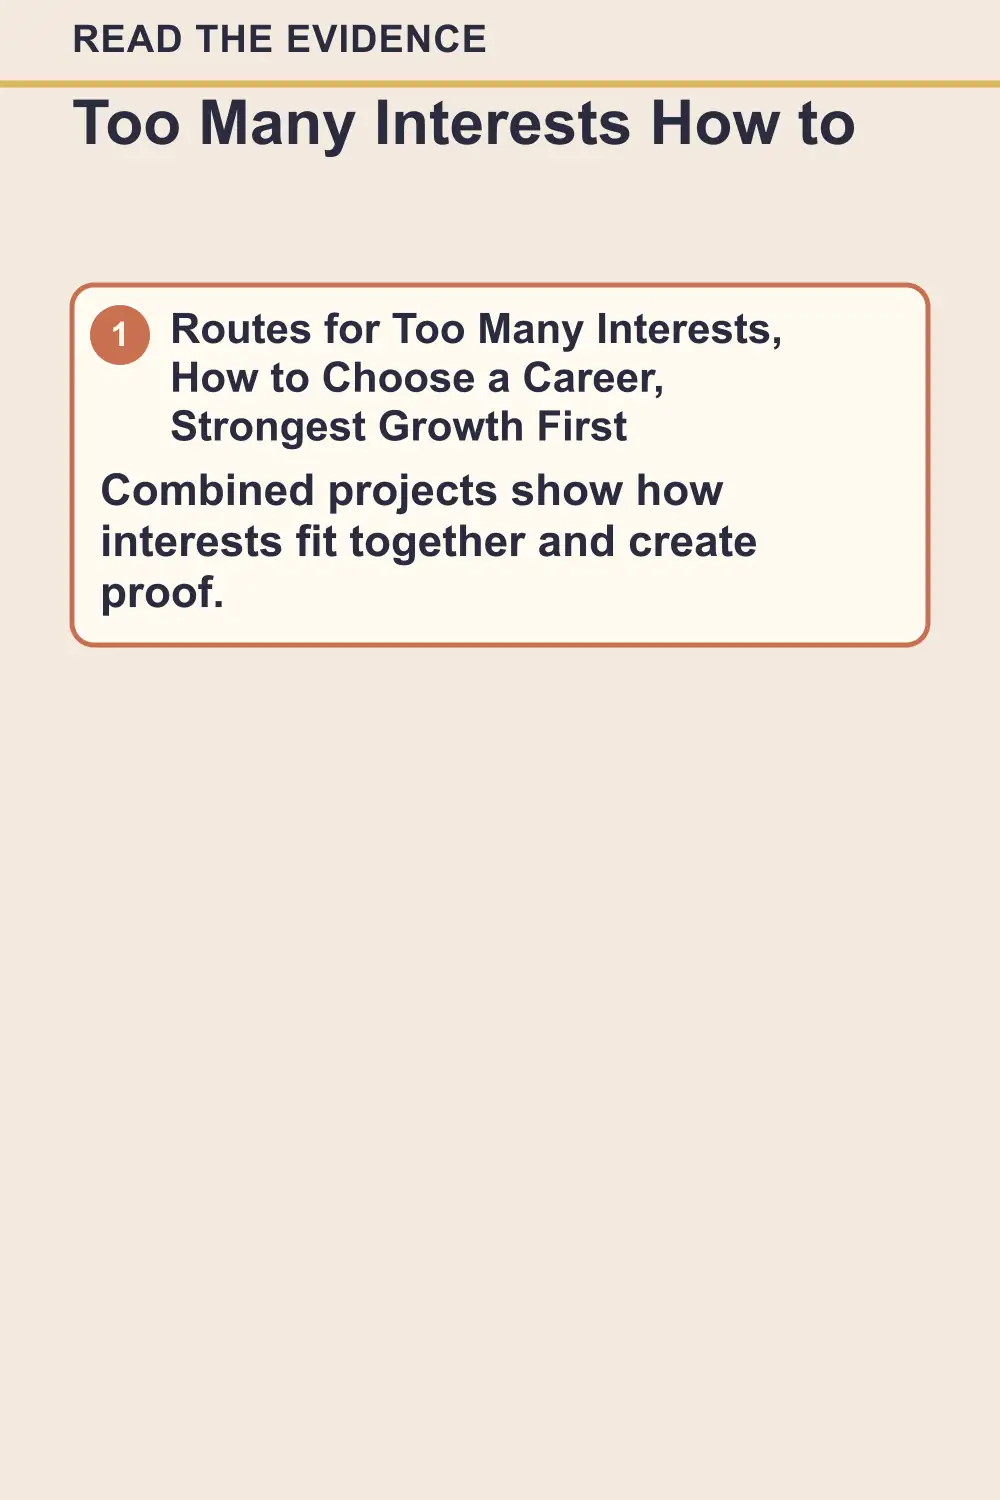 READ THE EVIDENCE
Too Many Interests How to
1
Routes for Too Many Interests,
How to Choose a Career,
Strongest Growth First
Combined projects show how
interests fit together and create
proof.